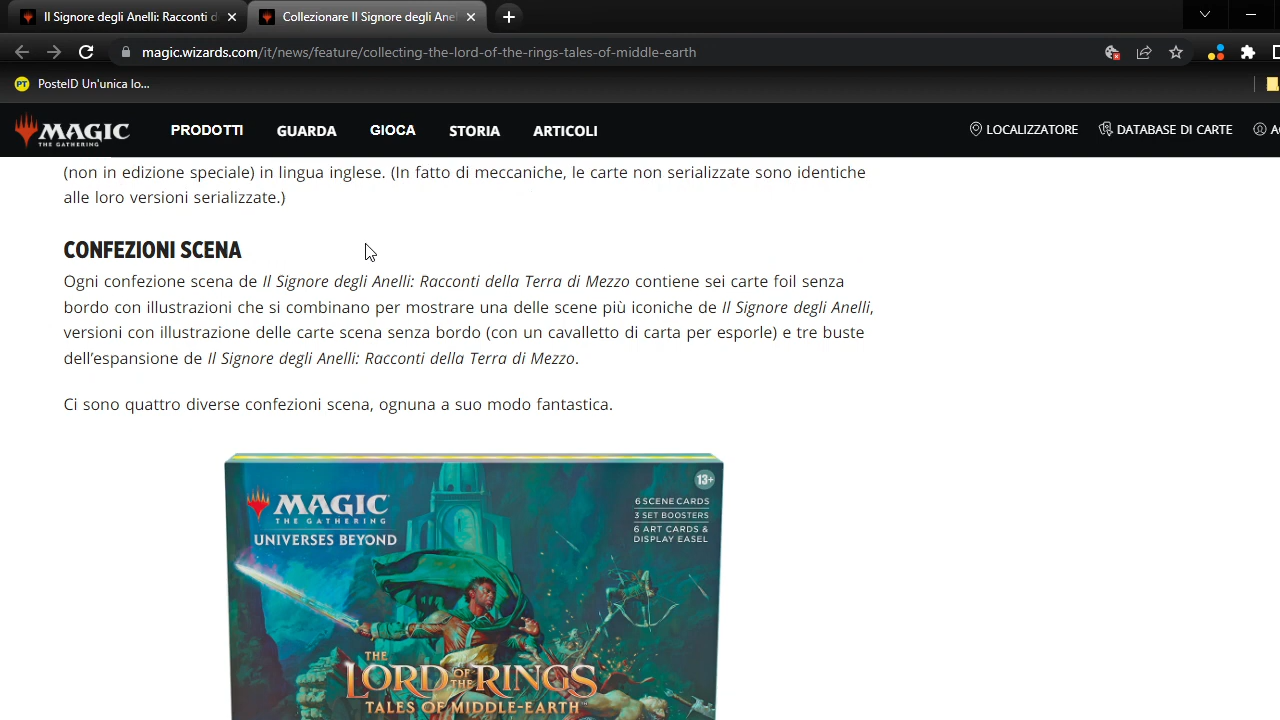 Il Signore degli Anelli: Racconti d
Collezionare Il Signore degli Anel
magic.wizards.com/it/news/feature/collecting-the-lord-of-the-rings-tales-of-middle-earth
PT PosteID Un'unica lo...
MAGIC THE GATHERING PRODOTTI GUARDA GIOCA STORIA ARTICOLI LOCALIZZATORE DATABASE DI CARTE
(non in edizione speciale) in lingua inglese. (In fatto di meccaniche, le carte non serializzate sono identiche
alle loro versioni serializzate.)
CONFEZIONI SCENA
Ogni confezione scena de Il Signore degli Anelli: Racconti della Terra di Mezzo contiene sei carte foil senza
bordo con illustrazioni che si combinano per mostrare una delle scene più iconiche de Il Signore degli Anelli,
versioni con illustrazione delle carte scena senza bordo (con un cavalletto di carta per esporle) e tre buste
dell'espansione de Il Signore degli Anelli: Racconti della Terra di Mezzo.
Ci sono quattro diverse confezioni scena, ognuna a suo modo fantastica.
13+
MAGIC
THE GATHERING
UNIVERSES BEYOND
6 SCENE CARDS
3 SET BOOSTERS
6 ART CARDS &
DISPLAY EASEL
THE
LORD OF THE RINGS
TALES OF MIDDLE-EARTH™